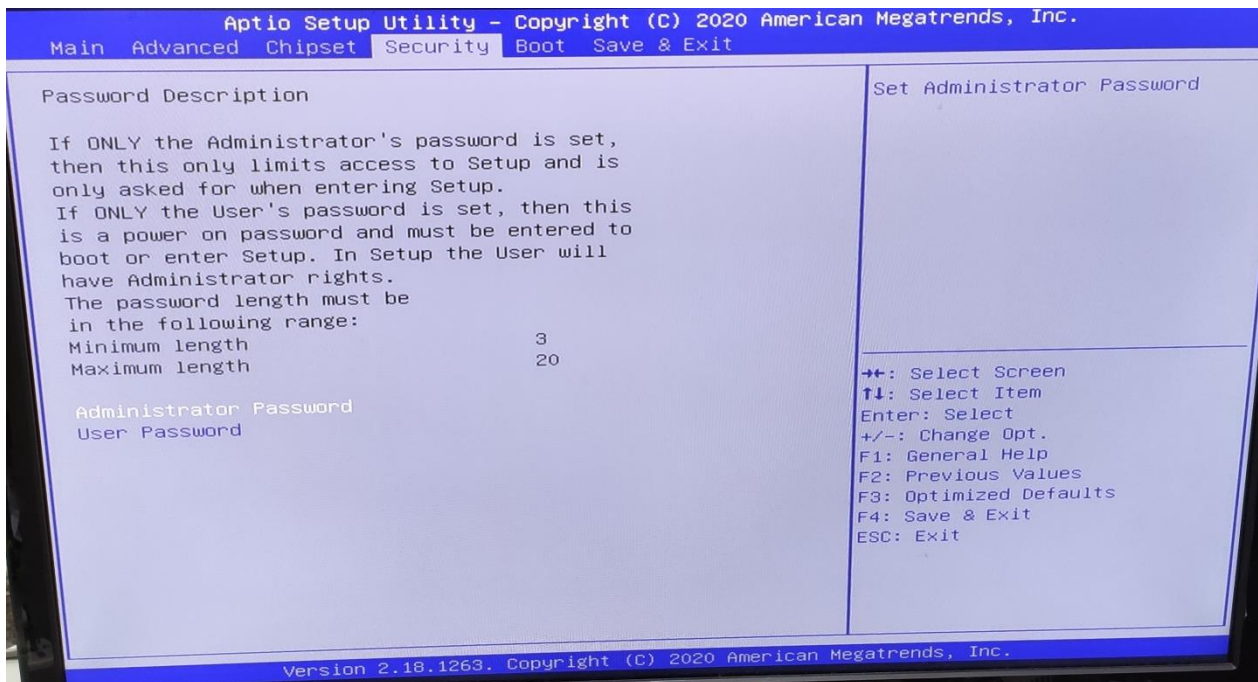 Aptio Setup Utility – Copyright (C) 2020 American Megatrends, Inc.
Main Advanced Chipset Security Boot Save & Exit
Password Description
If ONLY the Administrator's password is set,
then this only limits access to Setup and is
only asked for when entering Setup.
If ONLY the User's password is set, then this
is a power on password and must be entered to
boot or enter Setup. In Setup the User will
have Administrator rights.
The password length must be
in the following range:
Minimum length 3
Maximum length 20
Administrator Password
User Password
Set Administrator Password
→←: Select Screen
↑↓: Select Item
Enter: Select
+/-: Change Opt.
F1: General Help
F2: Previous Values
F3: Optimized Defaults
F4: Save & Exit
ESC: Exit
Version 2.18.1263. Copyright (C) 2020 American Megatrends, Inc.